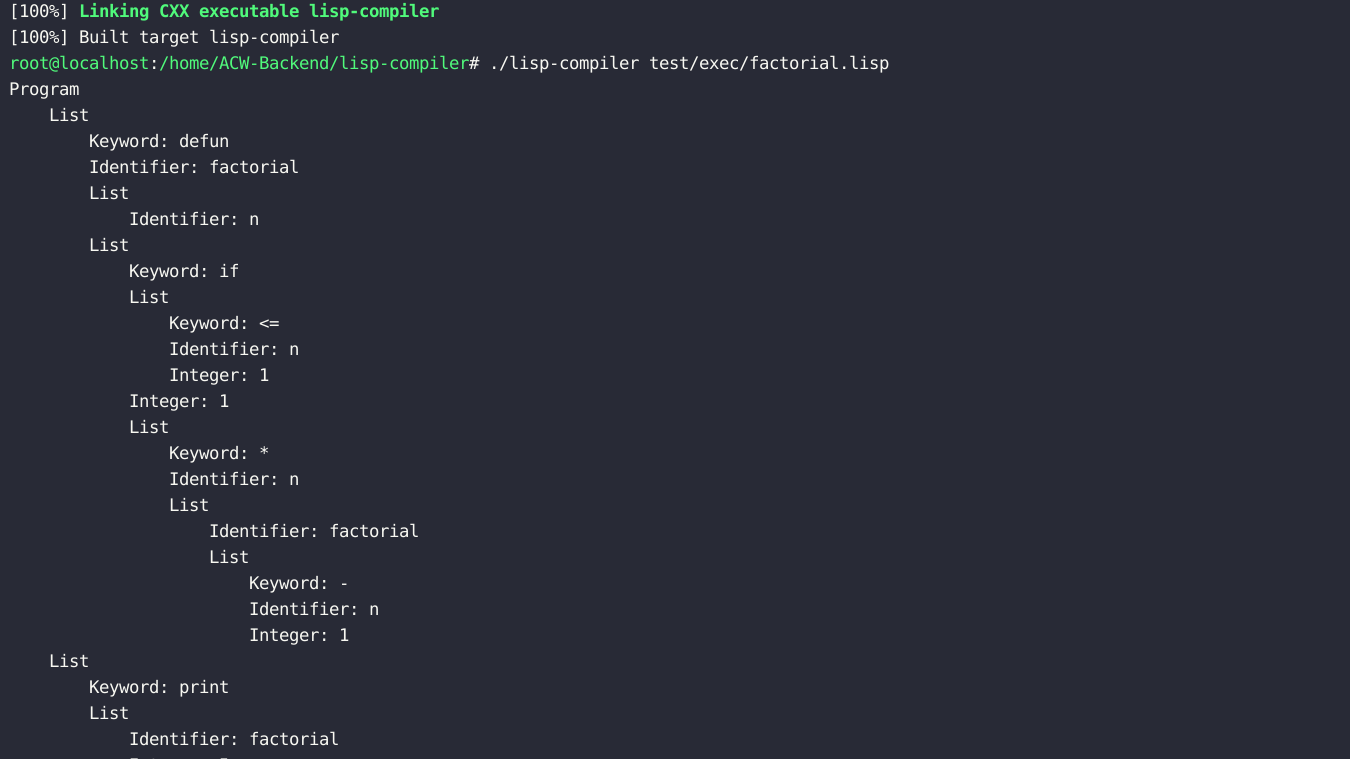 [100%] Linking CXX executable lisp-compiler
[100%] Built target lisp-compiler
root@localhost:/home/ACW-Backend/lisp-compiler# ./lisp-compiler test/exec/factorial.lisp
Program
    List
        Keyword: defun
        Identifier: factorial
        List
            Identifier: n
        List
            Keyword: if
            List
                Keyword: <=
                Identifier: n
                Integer: 1
            Integer: 1
            List
                Keyword: *
                Identifier: n
                List
                    Identifier: factorial
                    List
                        Keyword: -
                        Identifier: n
                        Integer: 1
    List
        Keyword: print
        List
            Identifier: factorial